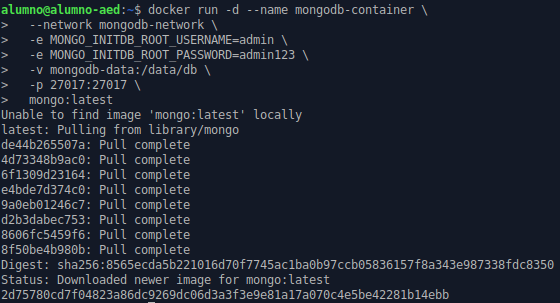 alumno@alumno-aed:~$ docker run -d --name mongodb-container \
>   --network mongodb-network \
>   -e MONGO_INITDB_ROOT_USERNAME=admin \
>   -e MONGO_INITDB_ROOT_PASSWORD=admin123 \
>   -v mongodb-data:/data/db \
>   -p 27017:27017 \
>   mongo:latest
Unable to find image 'mongo:latest' locally
latest: Pulling from library/mongo
de44b265507a: Pull complete
4d73348b9ac0: Pull complete
6f1309d23164: Pull complete
e4bde7d374c0: Pull complete
9a0eb01246c7: Pull complete
d2b3dabec753: Pull complete
8606fc5459f6: Pull complete
8f50be4b980b: Pull complete
Digest: sha256:8565ecda5b221016d70f7745ac1ba0b97ccb05836157f8a343e987338fdc8350
Status: Downloaded newer image for mongo:latest
2d75780cd7f04823a86dc9269dc06d3a3f3e9e81a17a070c4e5be42281b14ebb